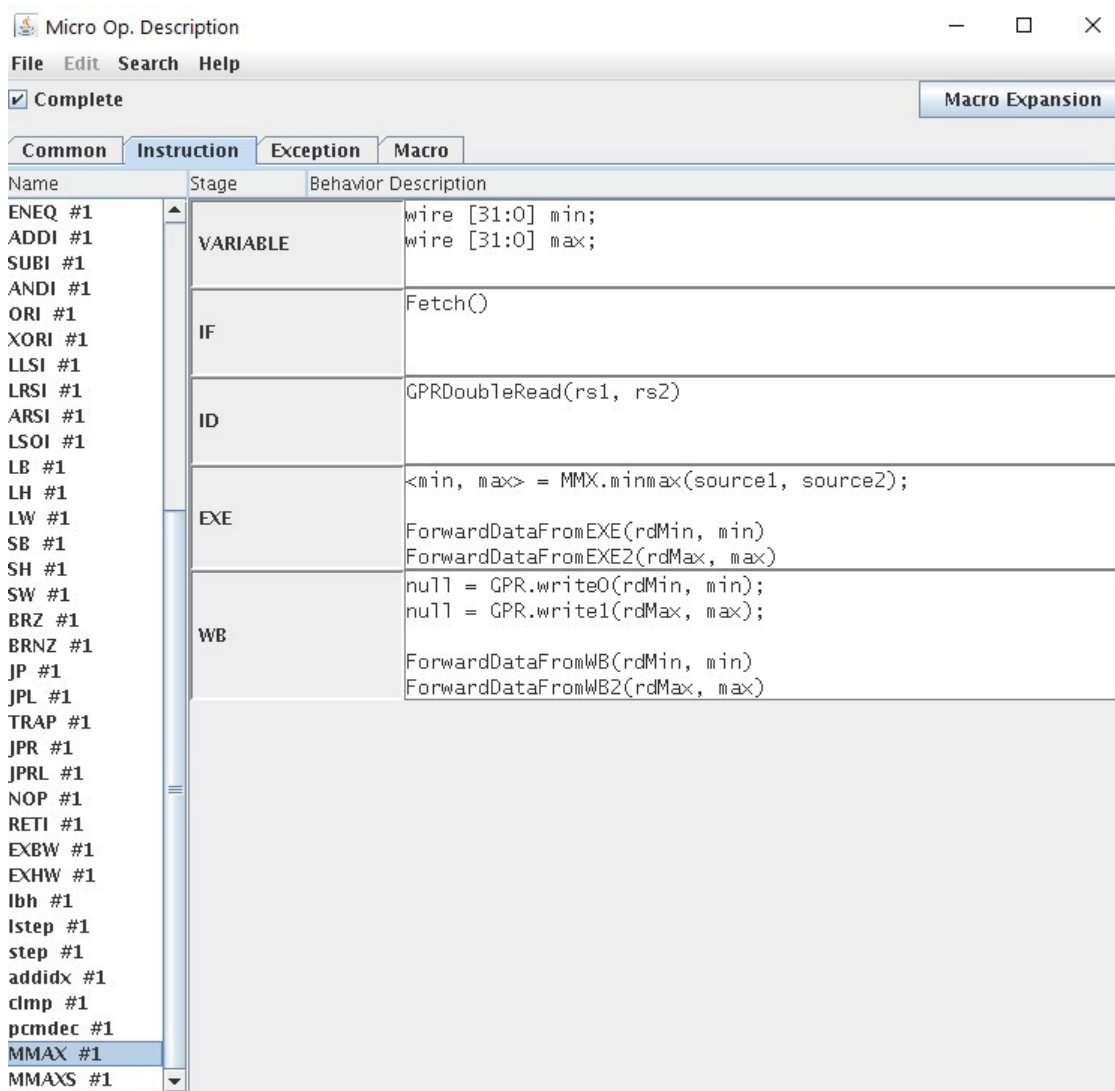 Micro Op. Description
File Edit Search Help
Complete
Macro Expansion
Common Instruction Exception Macro
Name Stage Behavior Description
ENEQ #1
ADDI #1
SUBI #1
ANDI #1
ORI #1
XORI #1
LLSI #1
LRSI #1
ARSI #1
LSOI #1
LB #1
LH #1
LW #1
SB #1
SH #1
SW #1
BRZ #1
BRNZ #1
JP #1
JPL #1
TRAP #1
JPR #1
JPRL #1
NOP #1
RETI #1
EXBW #1
EXHW #1
lbh #1
lstep #1
step #1
addidx #1
clmp #1
pcmdec #1
MMAX #1
MMAXS #1
VARIABLE
wire [31:0] min;
wire [31:0] max;
IF
Fetch()
ID
GPRDoubleRead(rs1, rs2)
EXE
<min, max> = MMX.minmax(source1, source2);
ForwardDataFromEXE(rdMin, min)
ForwardDataFromEXE2(rdMax, max)
WB
null = GPR.write0(rdMin, min);
null = GPR.write1(rdMax, max);
ForwardDataFromWB(rdMin, min)
ForwardDataFromWB2(rdMax, max)